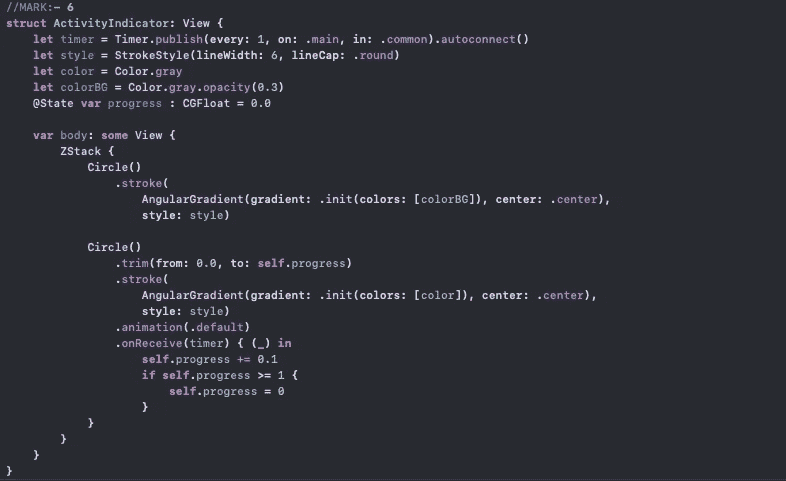 //MARK:- 6
struct ActivityIndicator: View {
    let timer = Timer.publish(every: 1, on: .main, in: .common).autoconnect()
    let style = StrokeStyle(lineWidth: 6, lineCap: .round)
    let color = Color.gray
    let colorBG = Color.gray.opacity(0.3)
    @State var progress : CGFloat = 0.0

    var body: some View {
        ZStack {
            Circle()
                .stroke(
                    AngularGradient(gradient: .init(colors: [colorBG]), center: .center),
                    style: style)

            Circle()
                .trim(from: 0.0, to: self.progress)
                .stroke(
                    AngularGradient(gradient: .init(colors: [color]), center: .center),
                    style: style)
                .animation(.default)
                .onReceive(timer) { (_) in
                    self.progress += 0.1
                    if self.progress >= 1 {
                        self.progress = 0
                    }
            }
        }
    }
}